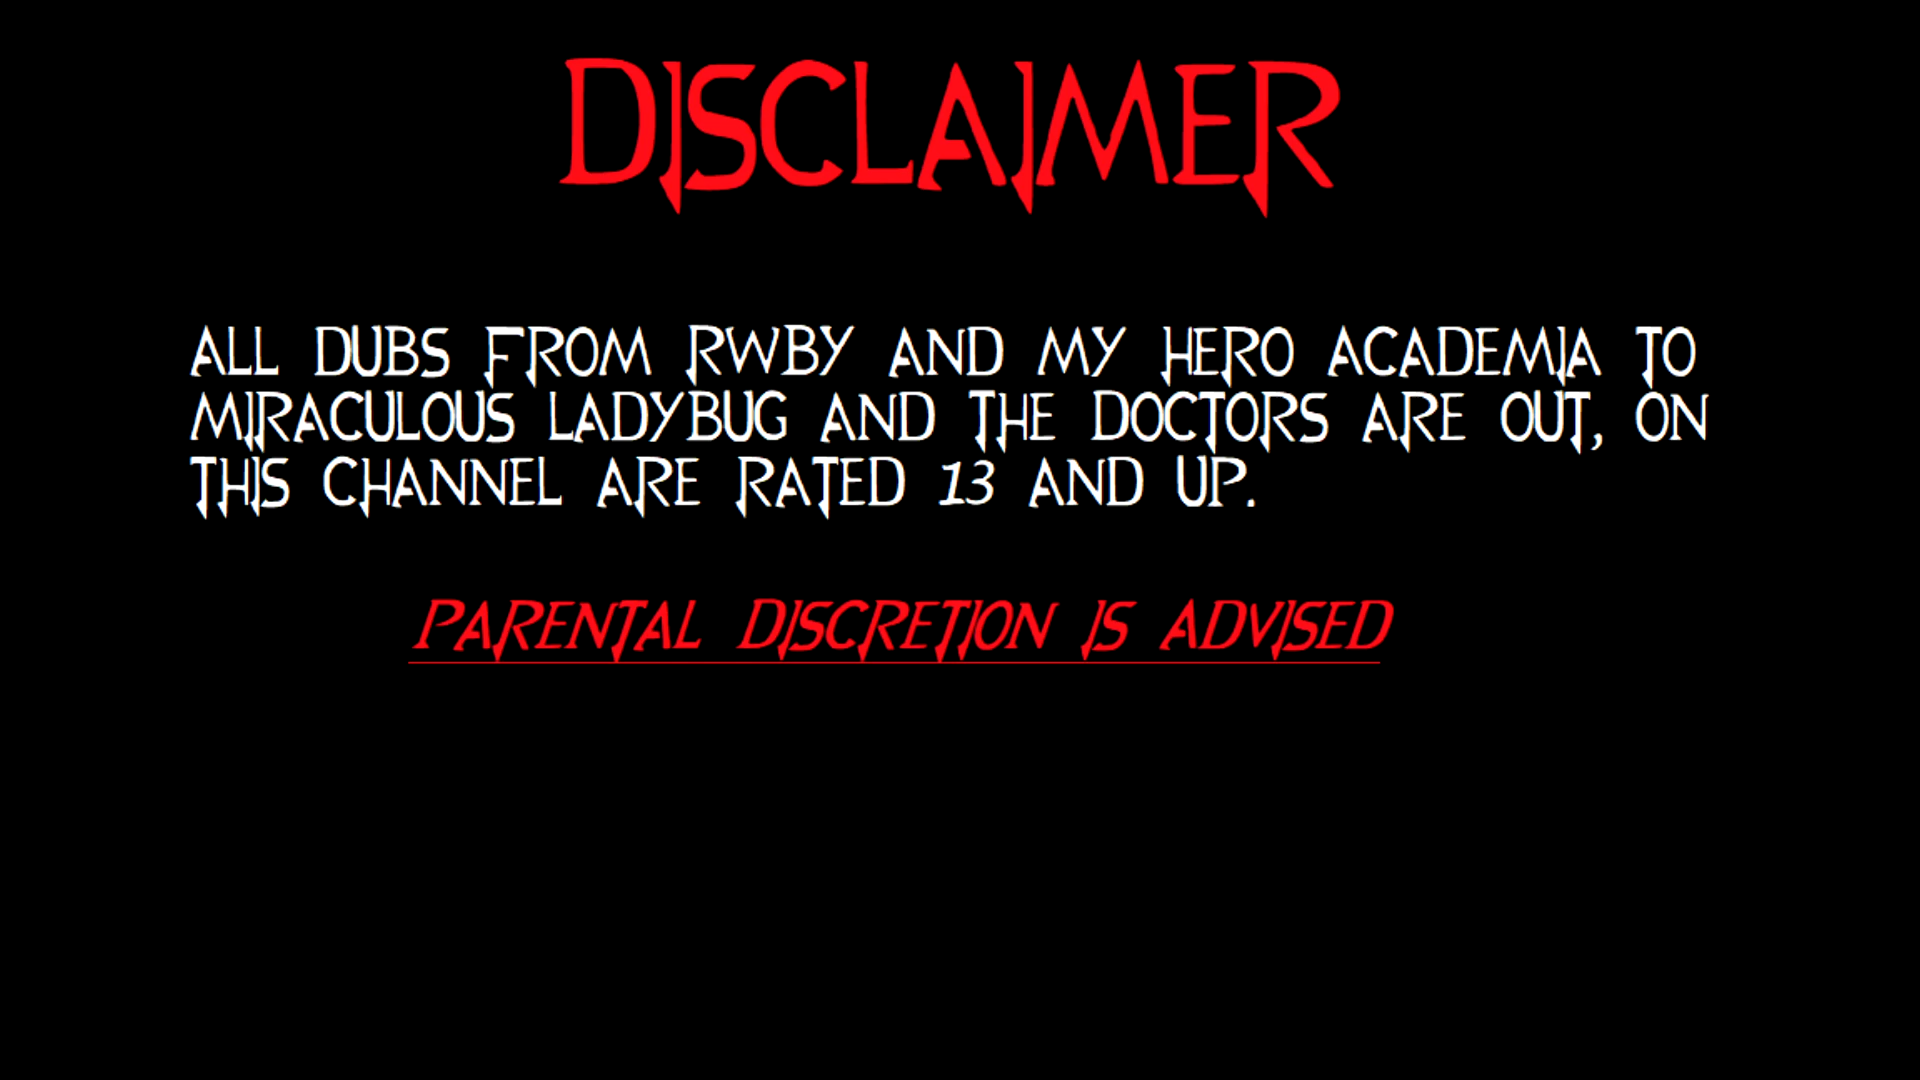 DISCLAIMER
ALL DUBS FROM RWBY AND MY HERO ACADEMIA TO
MIRACULOUS LADYBUG AND THE DOCTORS ARE OUT, ON
THIS CHANNEL ARE RATED 13 AND UP.
PARENTAL DISCRETION IS ADVISED